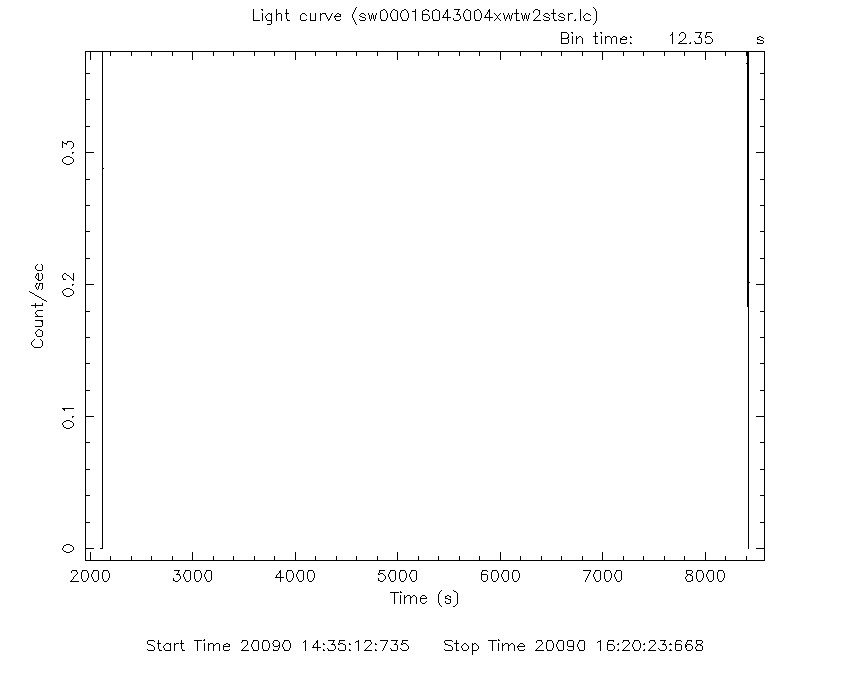 Light curve (sw00016043004xwtw2stsr.lc)
Bin time: 12.35 s
0.3
0.2
0.1
0
Count/sec
2000 3000 4000 5000 6000 7000 8000
Time (s)
Start Time 20090 14:35:12:735 Stop Time 20090 16:20:23:668